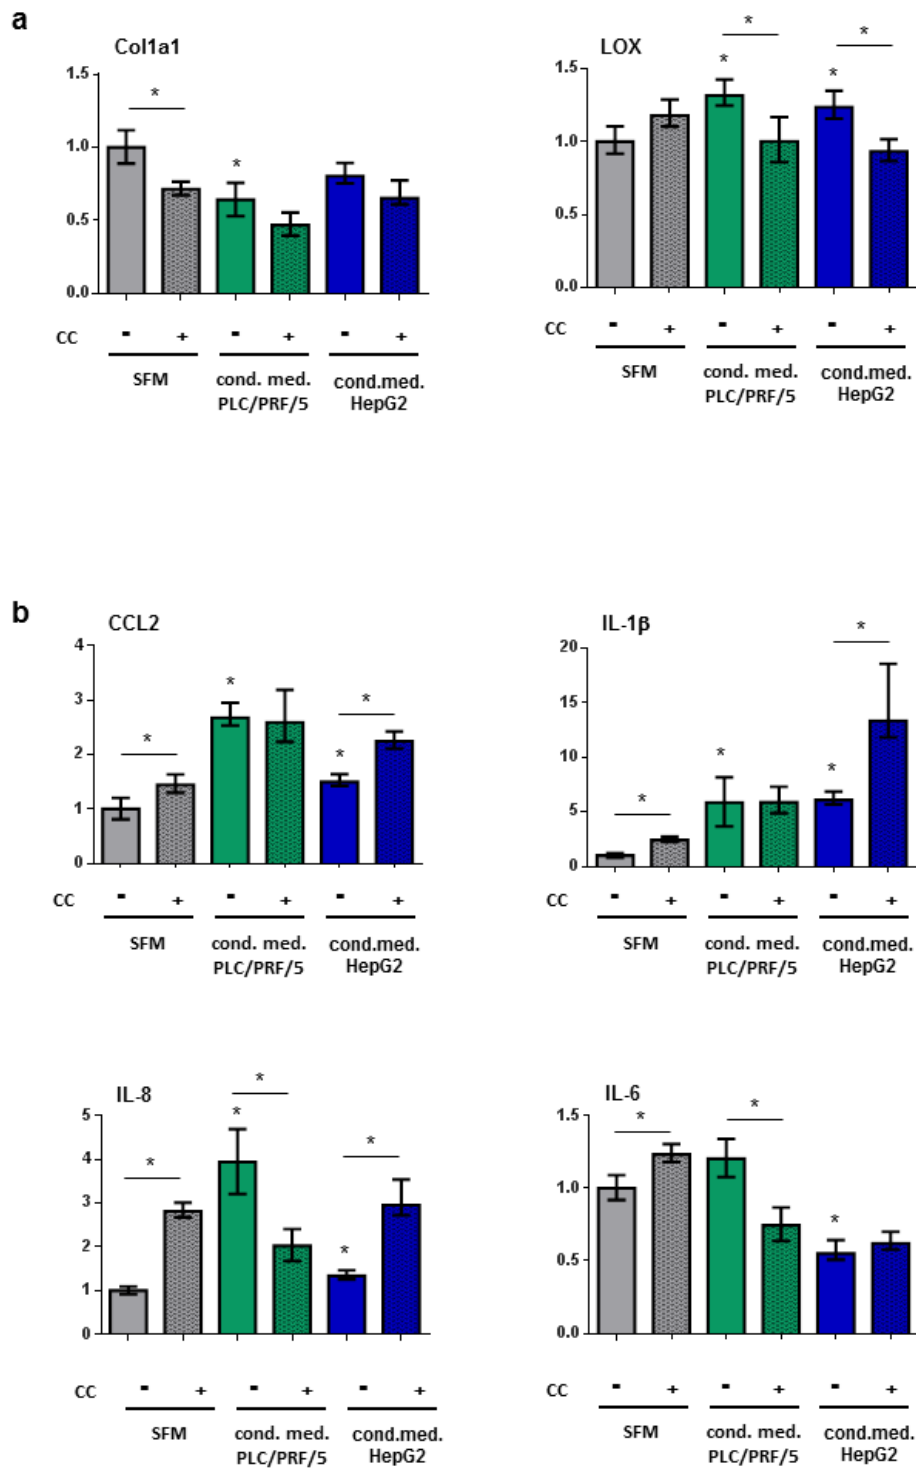 a
Col1a1
*
*
1.5
1.0
0.5
0.0
CC - + - + - +
SFM
cond. med.
PLC/PRF/5
cond.med.
HepG2
LOX
*
*
*
*
1.5
1.0
0.5
0.0
CC - + - + - +
SFM
cond. med.
PLC/PRF/5
cond.med.
HepG2
b
CCL2
*
*
*
*
4
3
2
1
0
CC - + - + - +
SFM
cond. med.
PLC/PRF/5
cond.med.
HepG2
IL-1β
*
*
*
*
20
15
10
5
0
CC - + - + - +
SFM
cond. med.
PLC/PRF/5
cond.med.
HepG2
IL-8
*
*
*
*
*
5
4
3
2
1
0
CC - + - + - +
SFM
cond. med.
PLC/PRF/5
cond.med.
HepG2
IL-6
*
*
*
1.5
1.0
0.5
0.0
CC - + - + - +
SFM
cond. med.
PLC/PRF/5
cond.med.
HepG2